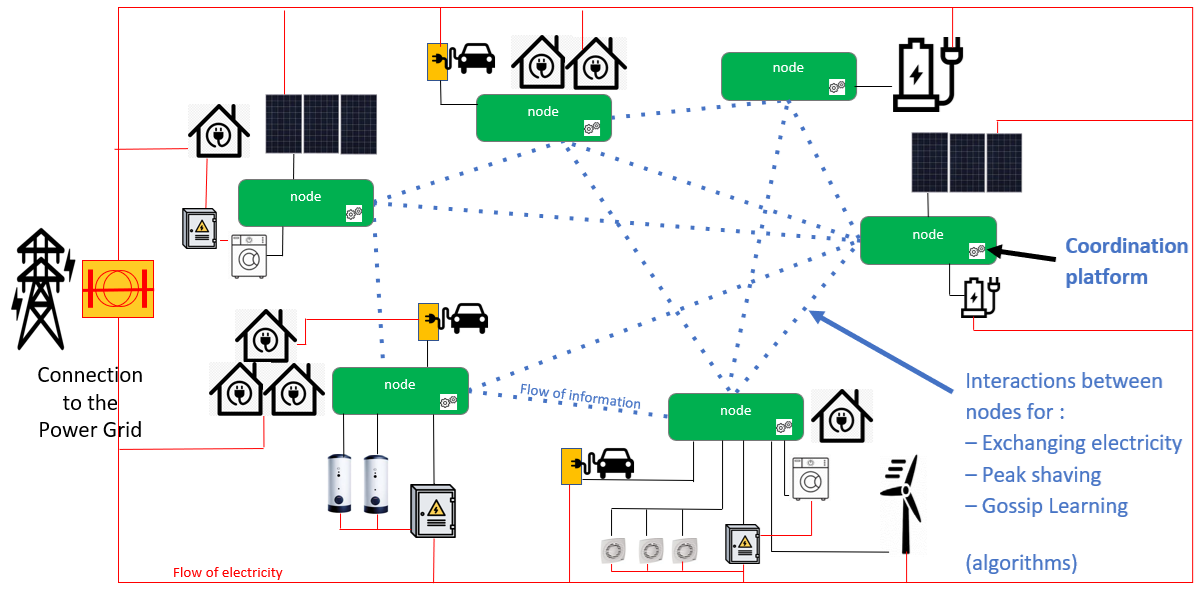 node
node
node
node
Coordination
platform
Connection
to the
Power Grid
node
Flow of information
node
Interactions between
nodes for :
– Exchanging electricity
– Peak shaving
– Gossip Learning
(algorithms)
Flow of electricity